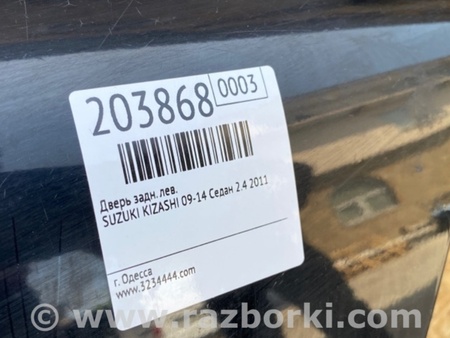 203868 0003
Дверь задн. лев.
SUZUKI KIZASHI 09-14 Седан 2.4 2011
г. Одесса
www.3234444.com
© www.razborki.com